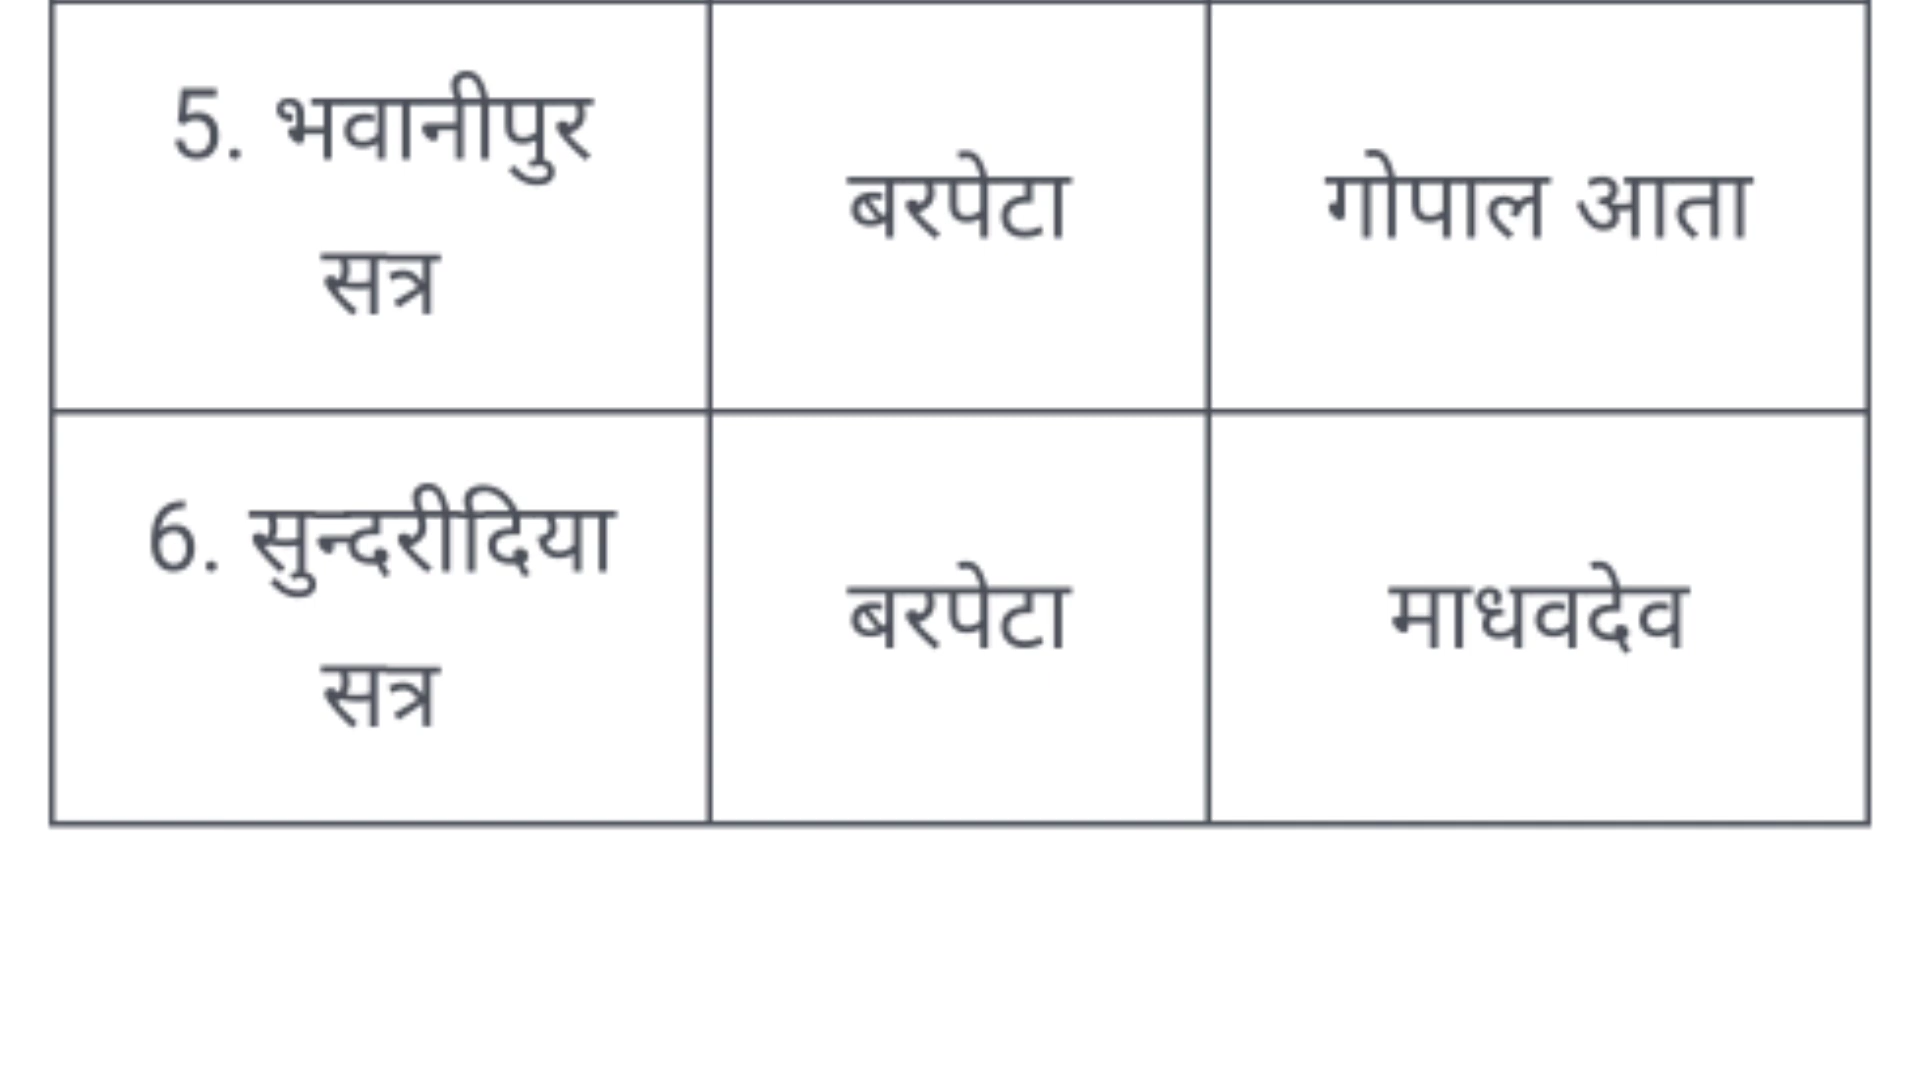 5. भवानीपुर
सत्र
बरपेटा
गोपाल आता
6. सुन्दरीदिया
सत्र
बरपेटा
माधवदेव